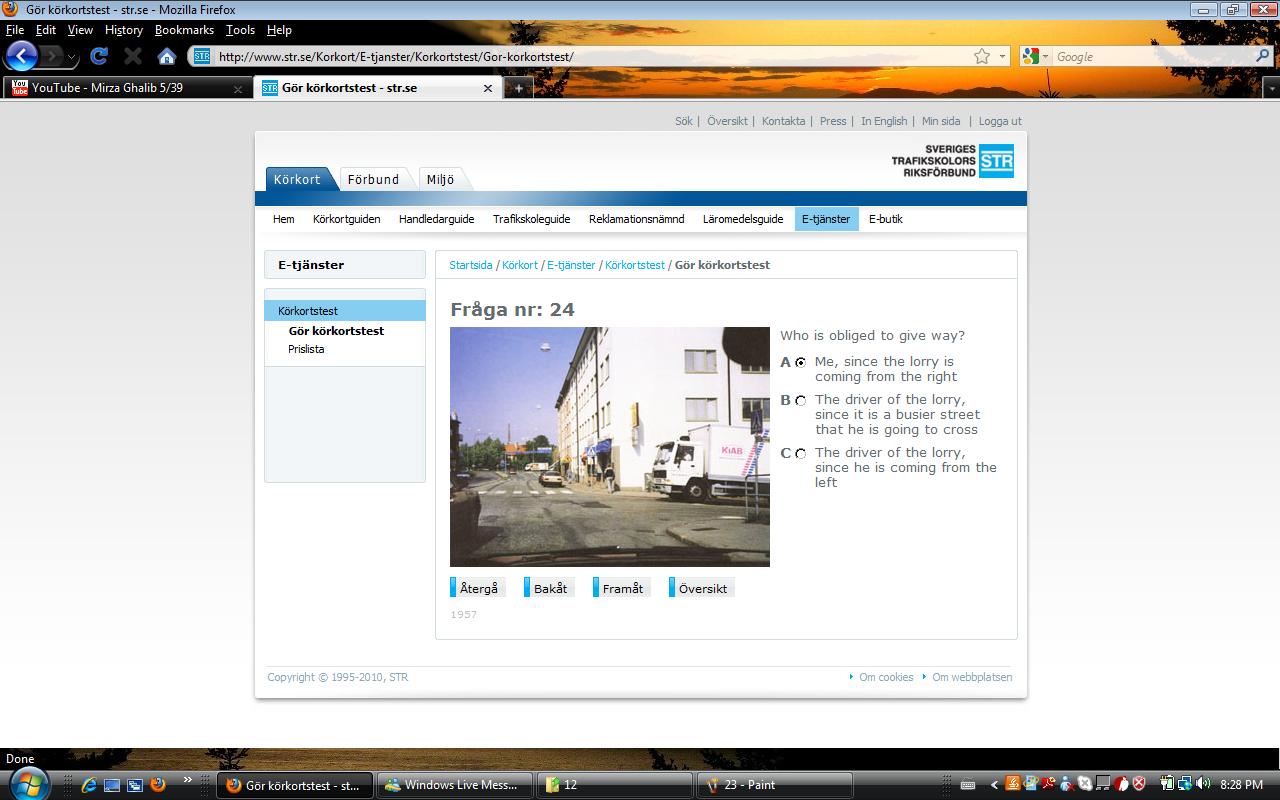 Gör körkortstest - str.se - Mozilla Firefox
File Edit View History Bookmarks Tools Help
STR http://www.str.se/Korkort/E-tjanster/Korkortstest/Gor-korkortstest/ Google
YouTube - Mirza Ghalib 5/39 Gör körkortstest - str.se
Sök | Översikt | Kontakta | Press | In English | Min sida | Logga ut
SVERIGES
TRAFIKSKOLORS STR
RIKSFÖRBUND
Körkort Förbund Miljö
Hem Körkortguiden Handledarguide Trafikskoleguide Reklamationsnämnd Läromedelsguide E-tjänster E-butik
E-tjänster
Körkortstest
Gör körkortstest
Prislista
Startsida / Körkort / E-tjänster / Körkortstest / Gör körkortstest
Fråga nr: 24
KIAB
Who is obliged to give way?
A Me, since the lorry is
coming from the right
B The driver of the lorry,
since it is a busier street
that he is going to cross
C The driver of the lorry,
since he is coming from the
left
Återgå Bakåt Framåt Översikt
1957
Copyright © 1995-2010, STR Om cookies Om webbplatsen
Done
Gör körkortstest - st... Windows Live Mess... 12 23 - Paint 8:28 PM